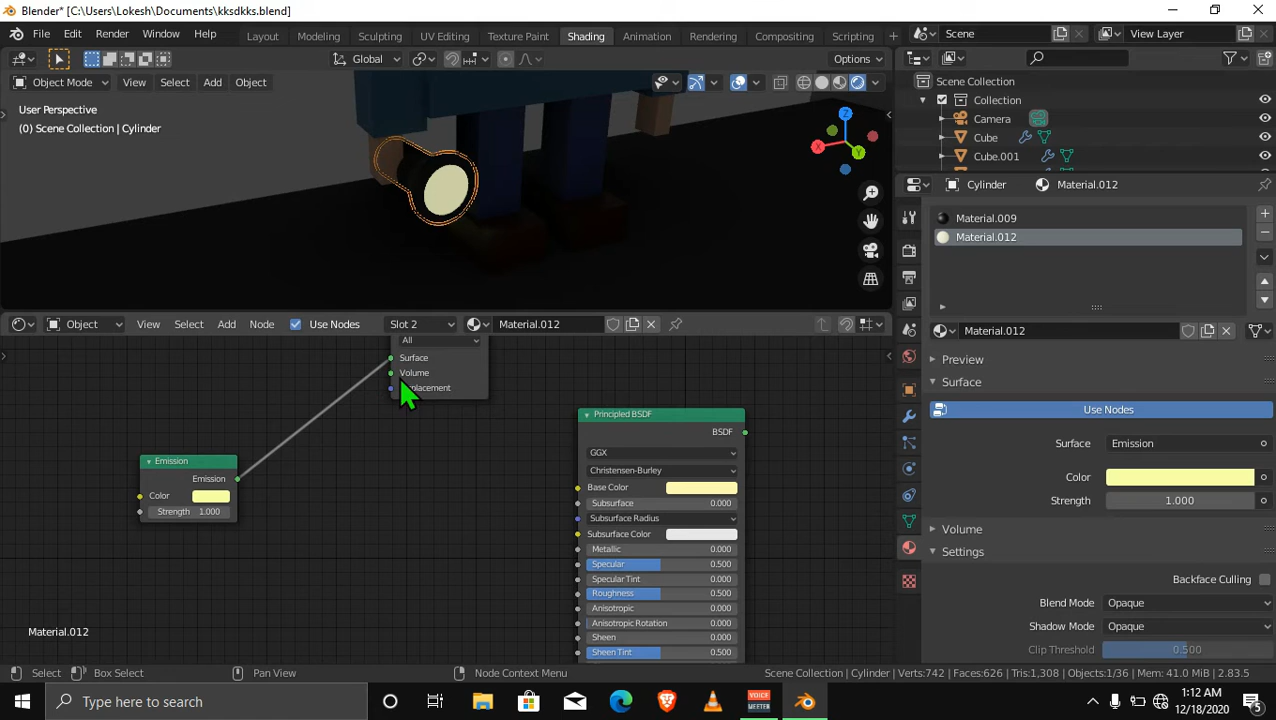 Blender* [C:\Users\Lokesh\Documents\kksdkks.blend]
File Edit Render Window Help Layout Modeling Sculpting UV Editing Texture Paint Shading Animation Rendering Compositing Scripting Scene View Layer
Global Options
Object Mode View Select Add Object
User Perspective
(0) Scene Collection | Cylinder
X
Y
Z
Scene Collection
Collection
Camera
Cube
Cube.001
Cylinder Material.012
Material.009
Material.012
Material.012
Preview
Surface
Use Nodes
Surface Emission
Color
Strength 1.000
Volume
Settings
Backface Culling
Blend Mode Opaque
Shadow Mode Opaque
Clip Threshold 0.500
Object View Select Add Node Use Nodes Slot 2 Material.012
All
Surface
Volume
Emission
Emission
Color
Strength 1.000
Principled BSDF
BSDF
GGX
Christensen-Burley
Base Color
Subsurface 0.000
Subsurface Radius
Subsurface Color
Metallic 0.000
Specular 0.500
Specular Tint 0.000
Roughness 0.500
Anisotropic 0.000
Anisotropic Rotation 0.000
Sheen 0.000
Sheen Tint 0.500
Material.012
Select Box Select Pan View Node Context Menu Scene Collection | Cylinder | Verts:742 | Faces:626 | Tris:1,308 | Objects:1/36 | Mem: 41.0 MiB | 2.83.5
Type here to search
VOICE MEETER
1:12 AM
12/18/2020
5